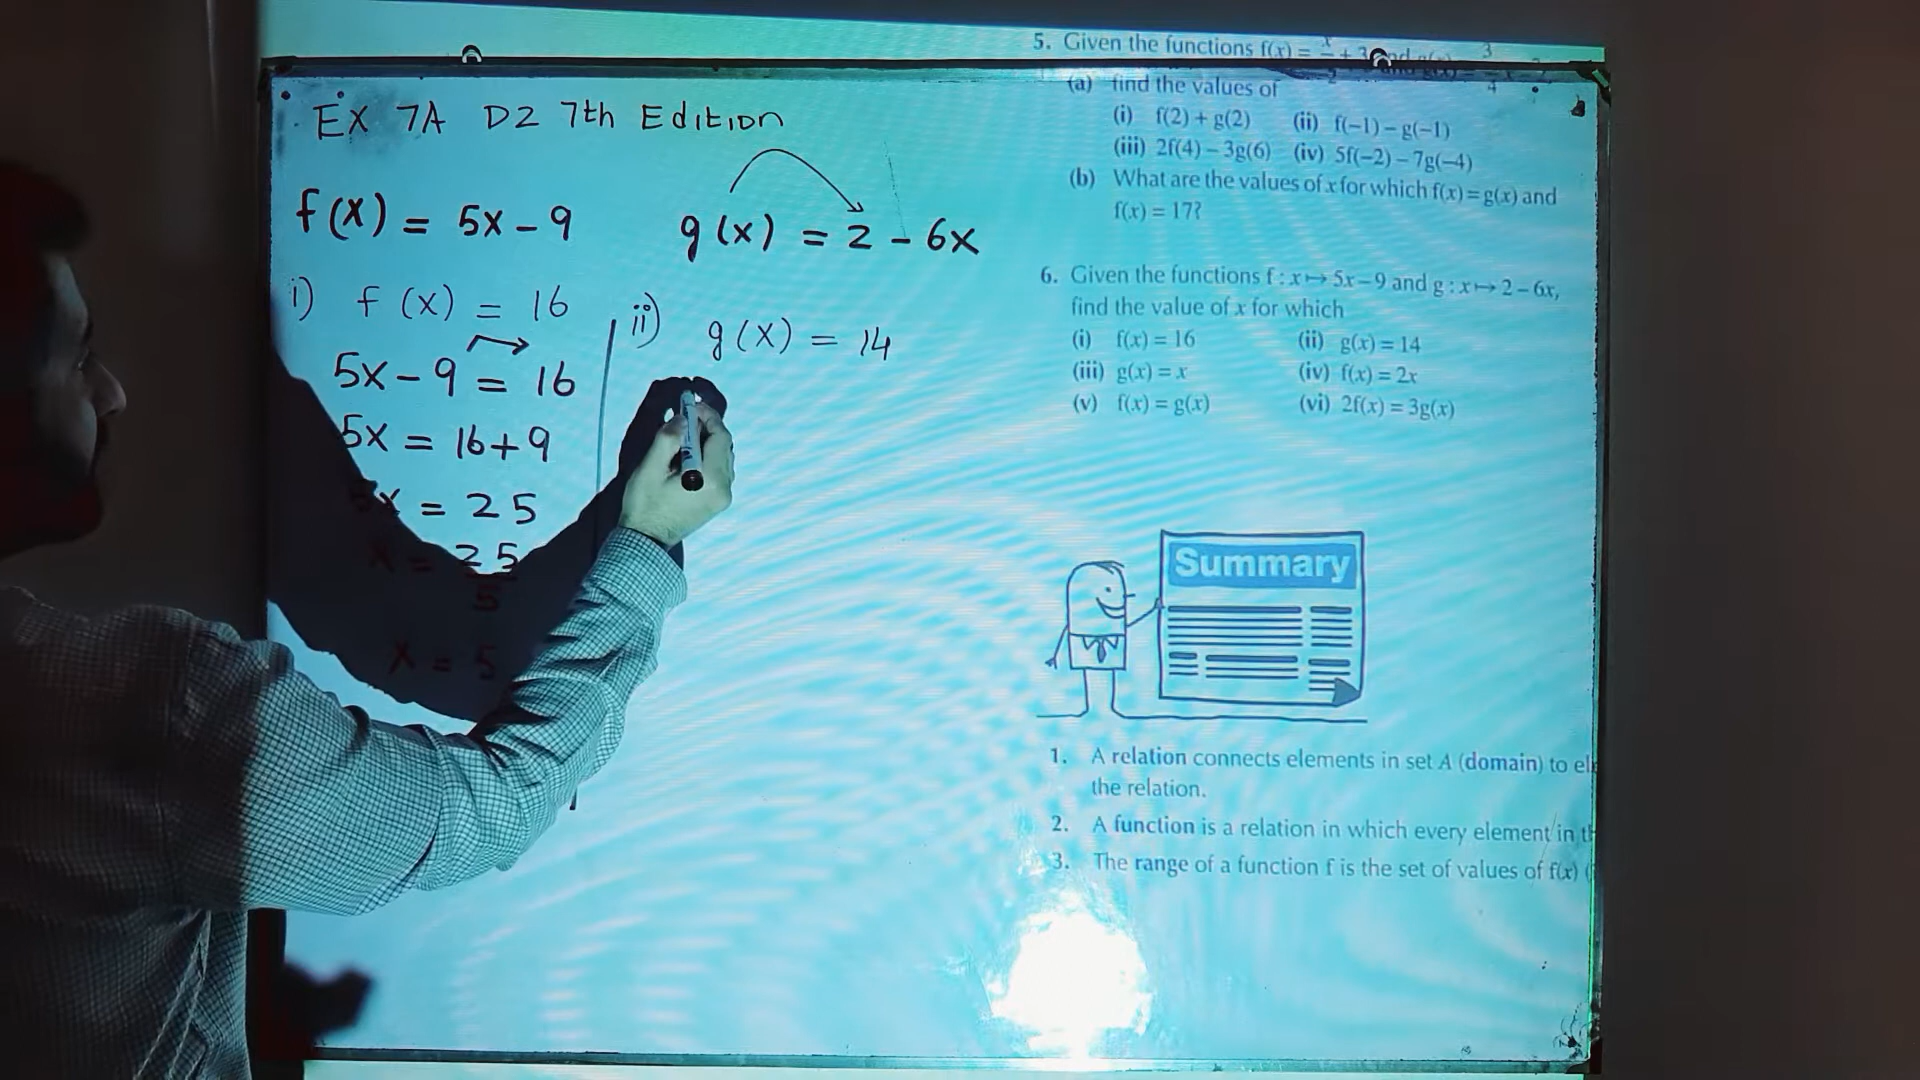 Ex 7A D2 7th Edition
f(x) = 5x - 9
g(x) = 2 - 6x
i) f(x) = 16
5x - 9 = 16
5x = 16+9
5x = 25
x = 25
5
x = 5
ii) g(x) = 14
5. Given the functions f(x) = x/2 + 3 and g(x) =
(a) find the values of
(i) f(2) + g(2) (ii) f(−1) – g(−1)
(iii) 2f(4) – 3g(6) (iv) 5f(−2) – 7g(−4)
(b) What are the values of x for which f(x) = g(x) and
f(x) = 17?
6. Given the functions f : x ↦ 5x – 9 and g : x ↦ 2 – 6x,
find the value of x for which
(i) f(x) = 16 (ii) g(x) = 14
(iii) g(x) = x (iv) f(x) = 2x
(v) f(x) = g(x) (vi) 2f(x) = 3g(x)
Summary
1. A relation connects elements in set A (domain) to
the relation.
2. A function is a relation in which every element in
3. The range of a function f is the set of values of f(x)